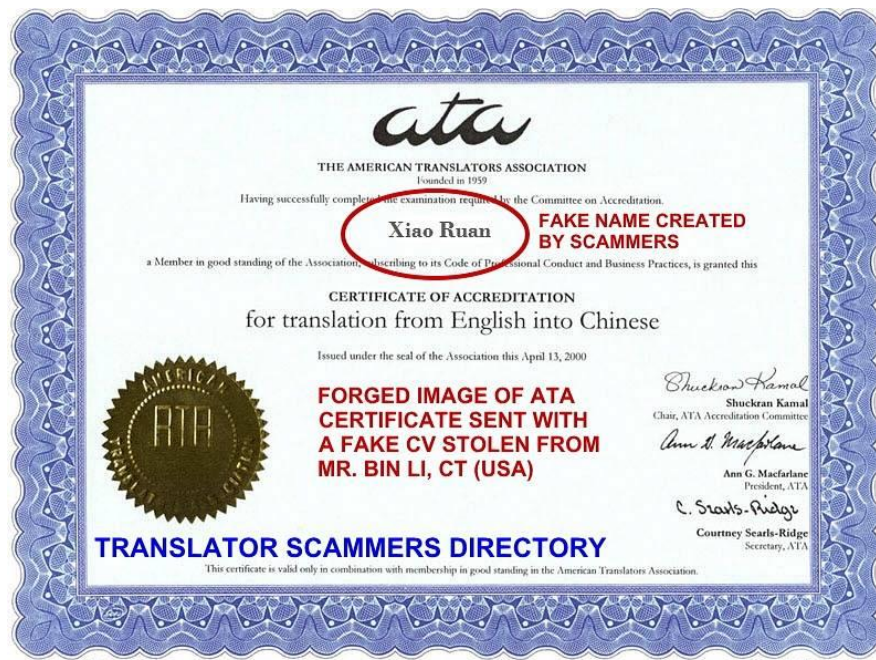 ata
THE AMERICAN TRANSLATORS ASSOCIATION
Founded in 1959
Having successfully completed the examination required by the Committee on Accreditation.
Xiao Ruan
FAKE NAME CREATED
BY SCAMMERS
a Member in good standing of the Association, subscribing to its Code of Professional Conduct and Business Practices, is granted this
CERTIFICATE OF ACCREDITATION
for translation from English into Chinese
Issued under the seal of the Association this April 13, 2000
AMERICAN
ATA
FORGED IMAGE OF ATA
CERTIFICATE SENT WITH
A FAKE CV STOLEN FROM
MR. BIN LI, CT (USA)
Shuckran Kamal
Shuckran Kamal
Chair, ATA Accreditation Committee
Ann G. Macfarlane
Ann G. Macfarlane
President, ATA
C. Searls-Ridge
Courtney Searls-Ridge
Secretary, ATA
TRANSLATOR SCAMMERS DIRECTORY
This certificate is valid only in combination with membership in good standing in the American Translators Association.